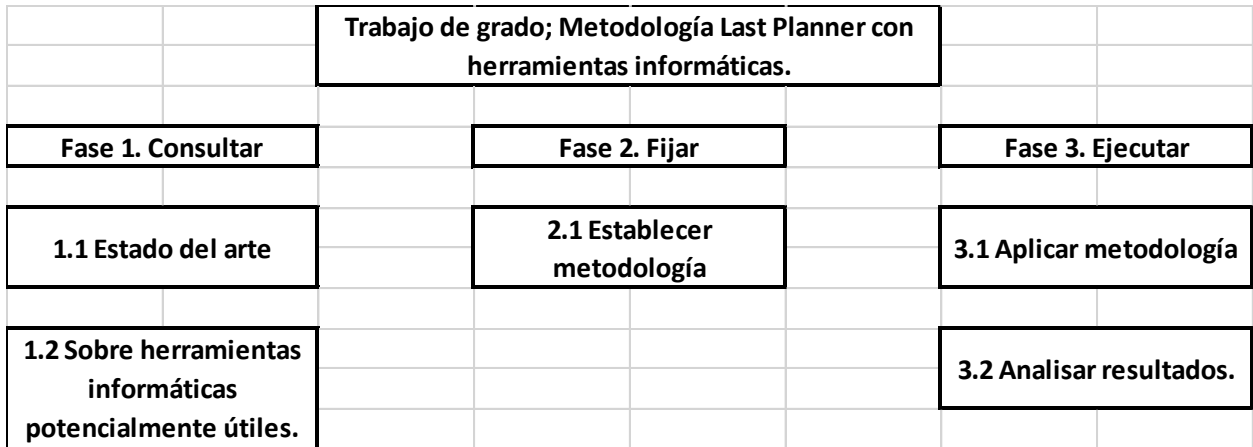 Trabajo de grado; Metodología Last Planner con
herramientas informáticas.
Fase 1. Consultar
Fase 2. Fijar
Fase 3. Ejecutar
1.1 Estado del arte
2.1 Establecer
metodología
3.1 Aplicar metodología
1.2 Sobre herramientas
informáticas
potencialmente útiles.
3.2 Analisar resultados.